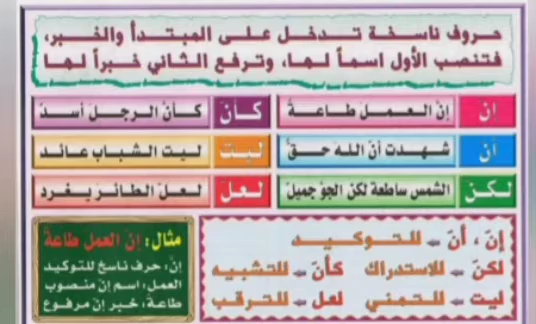 حروف ناسخة تدخل على المبتدأ والخبر،
فتنصب الأول اسماً لها، وترفع الثاني خبراً لها
إن إنّ العمل طاعةٌ
كأن كأنّ الرجلَ أسدٌ
أن شهدت أنّ الله حقٌ
ليت ليت الشباب عائد
لكن الشمس ساطعة لكن الجوَّ جميلٌ
لعل لعلّ الطائرَ يغرد
إنّ ، أنّ ← للتوكيد
لكنّ ← للاستدراك كأنّ ← للتشبيه
ليت ← للتمني لعل ← للترقب
مثال: إن العمل طاعةٌ
إن: حرف ناسخ للتوكيد
العمل: اسم إن منصوب
طاعة: خبر إن مرفوع